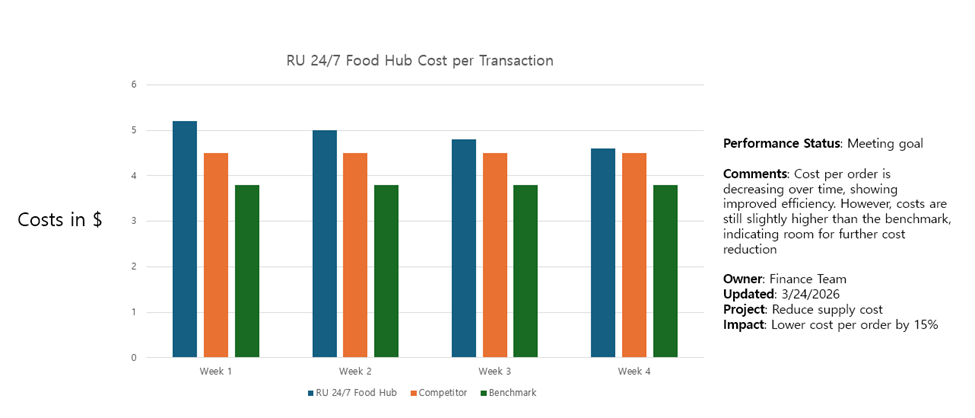 RU 24/7 Food Hub Cost per Transaction
Costs in $
6
5
4
3
2
1
0
Week 1 Week 2 Week 3 Week 4
RU 24/7 Food Hub Competitor Benchmark
Performance Status: Meeting goal
Comments: Cost per order is
decreasing over time, showing
improved efficiency. However, costs are
still slightly higher than the benchmark,
indicating room for further cost
reduction
Owner: Finance Team
Updated: 3/24/2026
Project: Reduce supply cost
Impact: Lower cost per order by 15%